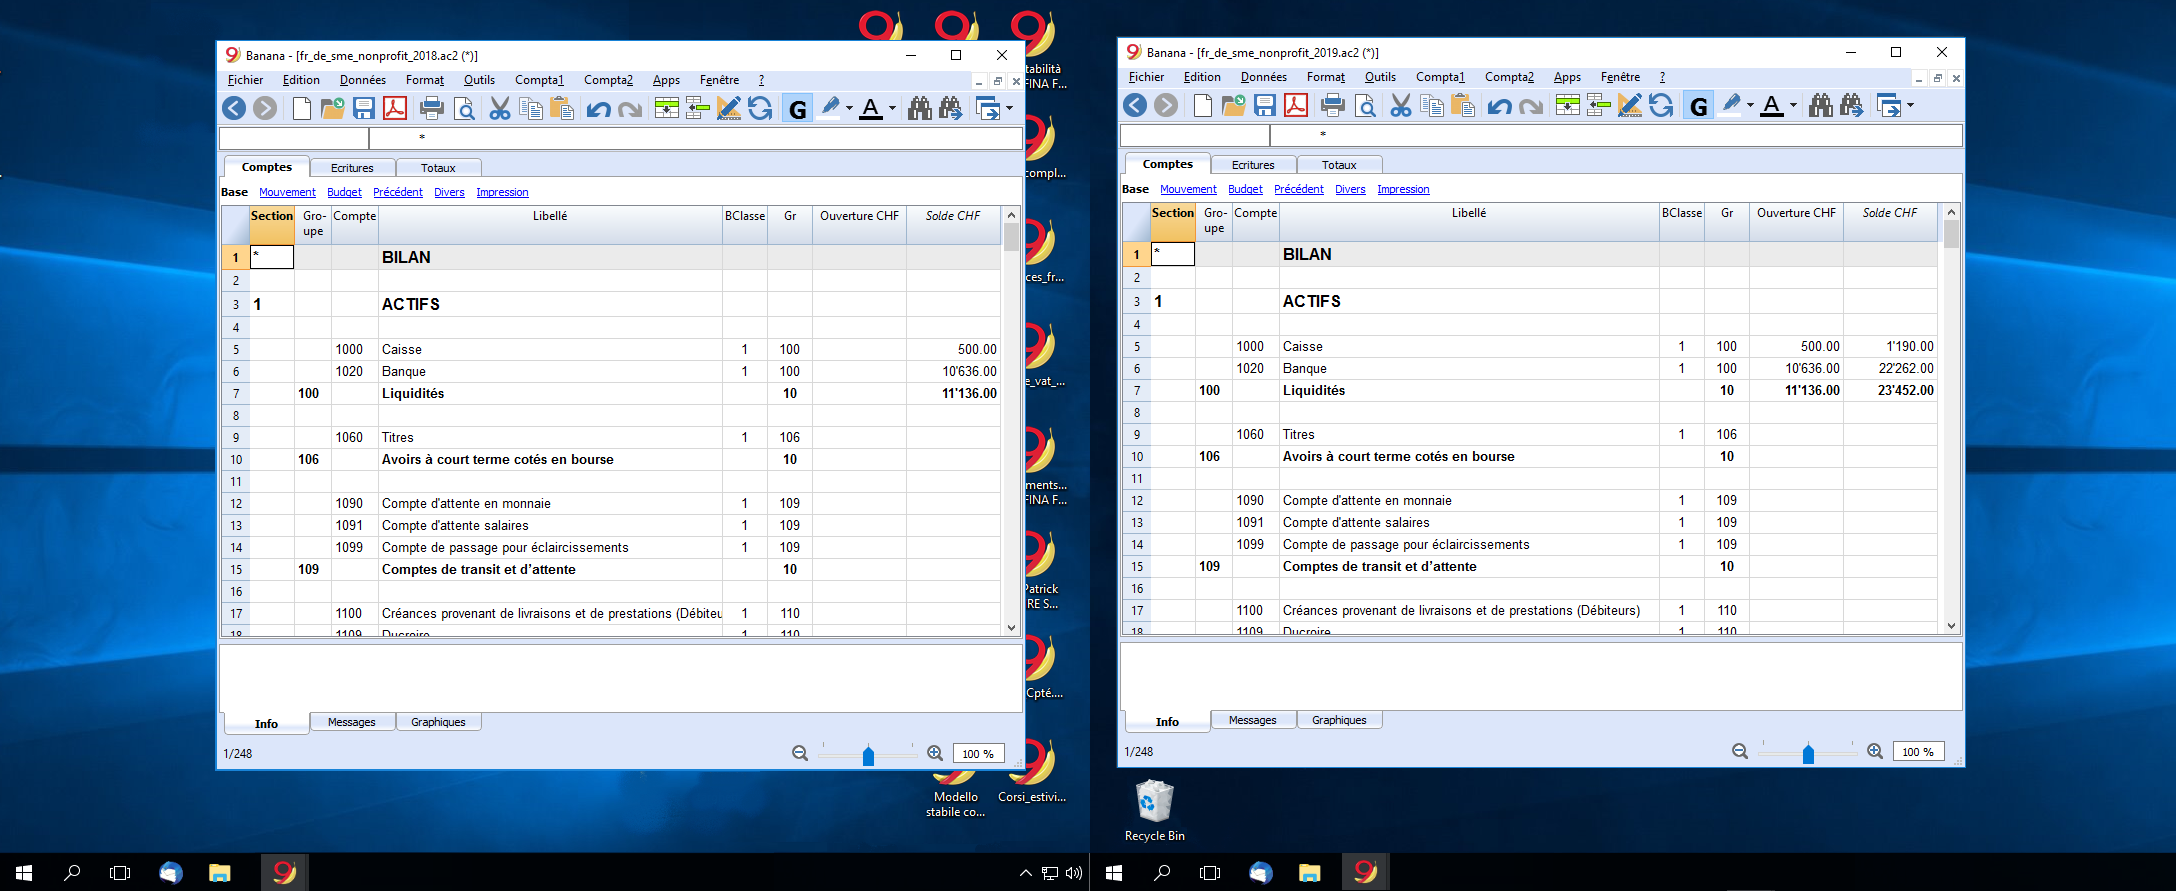 Banana - [fr_de_sme_nonprofit_2018.ac2 (*)]
Fichier Edition Données Format Outils Compta1 Compta2 Apps Fenêtre ?
G A
*
Comptes Ecritures Totaux
Base Mouvement Budget Précédent Divers Impression
Section Gro-upe Compte Libellé BClasse Gr Ouverture CHF Solde CHF
1 * BILAN
2
3 1 ACTIFS
4
5 1000 Caisse 1 100 500.00
6 1020 Banque 1 100 10'636.00
7 100 Liquidités 10 11'136.00
8
9 1060 Titres 1 106
10 106 Avoirs à court terme cotés en bourse 10
11
12 1090 Compte d'attente en monnaie 1 109
13 1091 Compte d'attente salaires 1 109
14 1099 Compte de passage pour éclaircissements 1 109
15 109 Comptes de transit et d’attente 10
16
17 1100 Créances provenant de livraisons et de prestations (Débiteu 1 110
18 1109 Ducroire 1 110
Info Messages Graphiques
1/248 100 %
tabilità
FINA F...
compl...
ces_fr...
e_vat_...
ments...
FINA F...
Patrick
RE S...
Cpté....
Modello
stabile co...
Corsi_estivi...
Banana - [fr_de_sme_nonprofit_2019.ac2 (*)]
Fichier Edition Données Format Outils Compta1 Compta2 Apps Fenêtre ?
G A
*
Comptes Ecritures Totaux
Base Mouvement Budget Précédent Divers Impression
Section Gro-upe Compte Libellé BClasse Gr Ouverture CHF Solde CHF
1 * BILAN
2
3 1 ACTIFS
4
5 1000 Caisse 1 100 500.00 1'190.00
6 1020 Banque 1 100 10'636.00 22'262.00
7 100 Liquidités 10 11'136.00 23'452.00
8
9 1060 Titres 1 106
10 106 Avoirs à court terme cotés en bourse 10
11
12 1090 Compte d'attente en monnaie 1 109
13 1091 Compte d'attente salaires 1 109
14 1099 Compte de passage pour éclaircissements 1 109
15 109 Comptes de transit et d’attente 10
16
17 1100 Créances provenant de livraisons et de prestations (Débiteurs) 1 110
18 1109 Ducroire 1 110
Info Messages Graphiques
1/248 100 %
Recycle Bin